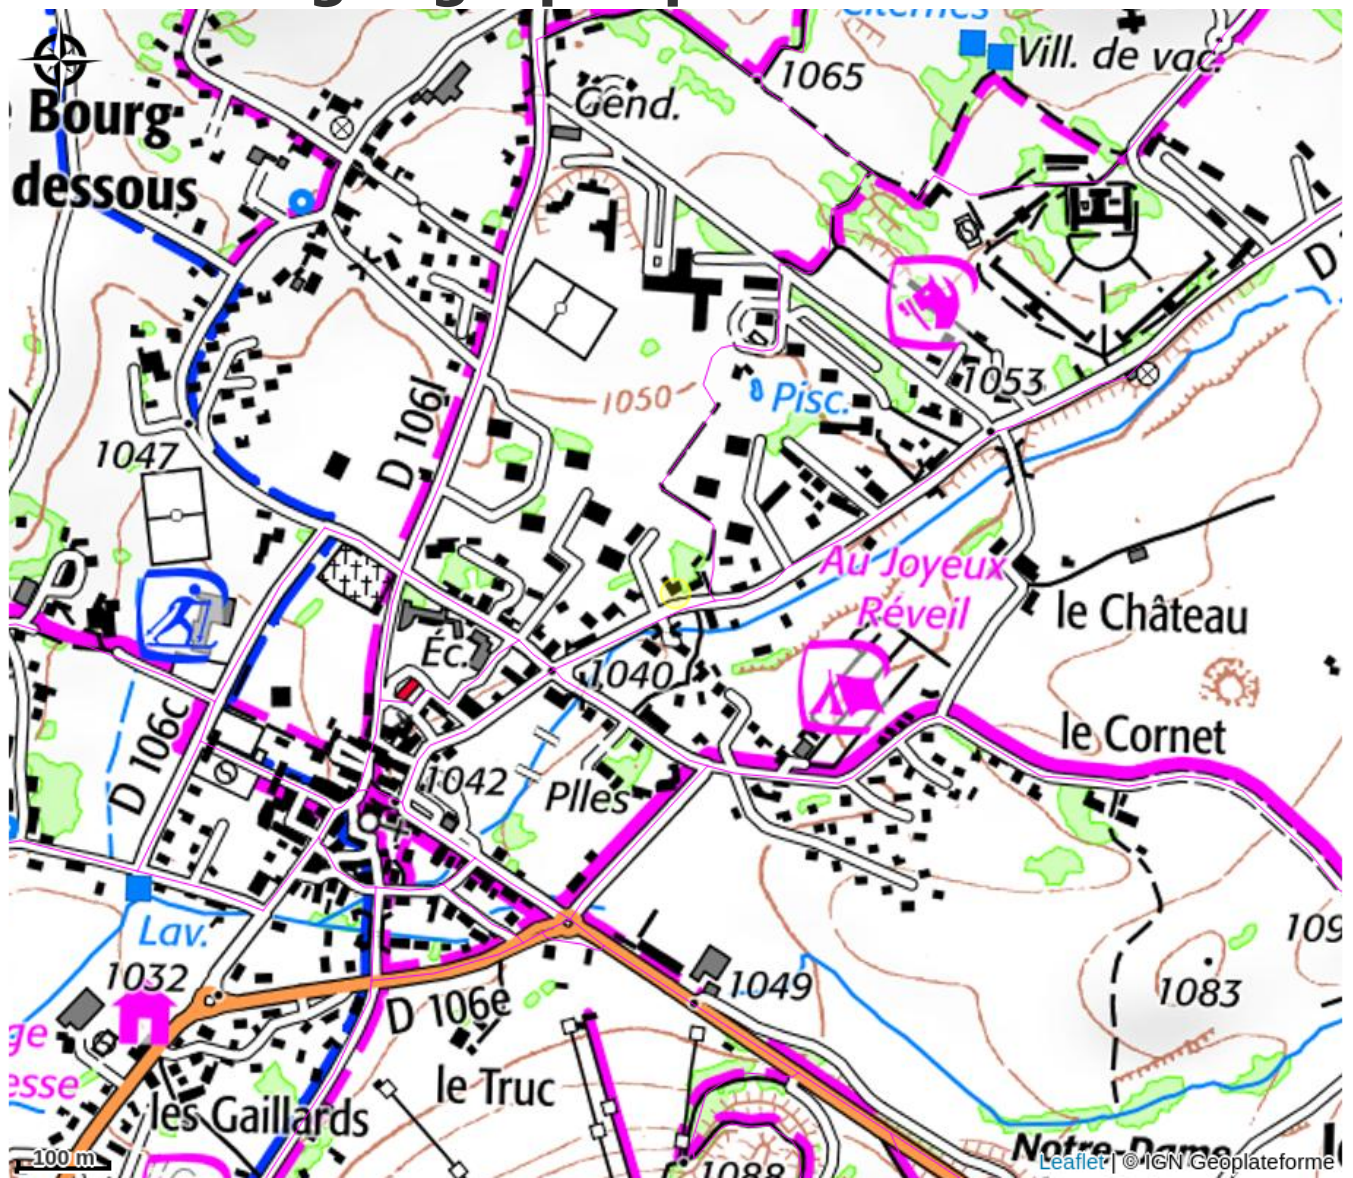 Vill. de vac.
1065
Bourg
Gend.
dessous
D
1053
1050
Pisc.
D 106l
1047
Au Joyeux
Réveil
le Château
Éc.
1040
D 106c
le Cornet
1042
Plles
Lav.
109
1032
1049
1083
D 106e
ge
esse
le Truc
les Gaillards
Notre-Dame
100 m
1088
Leaflet | © IGN Geoplateforme